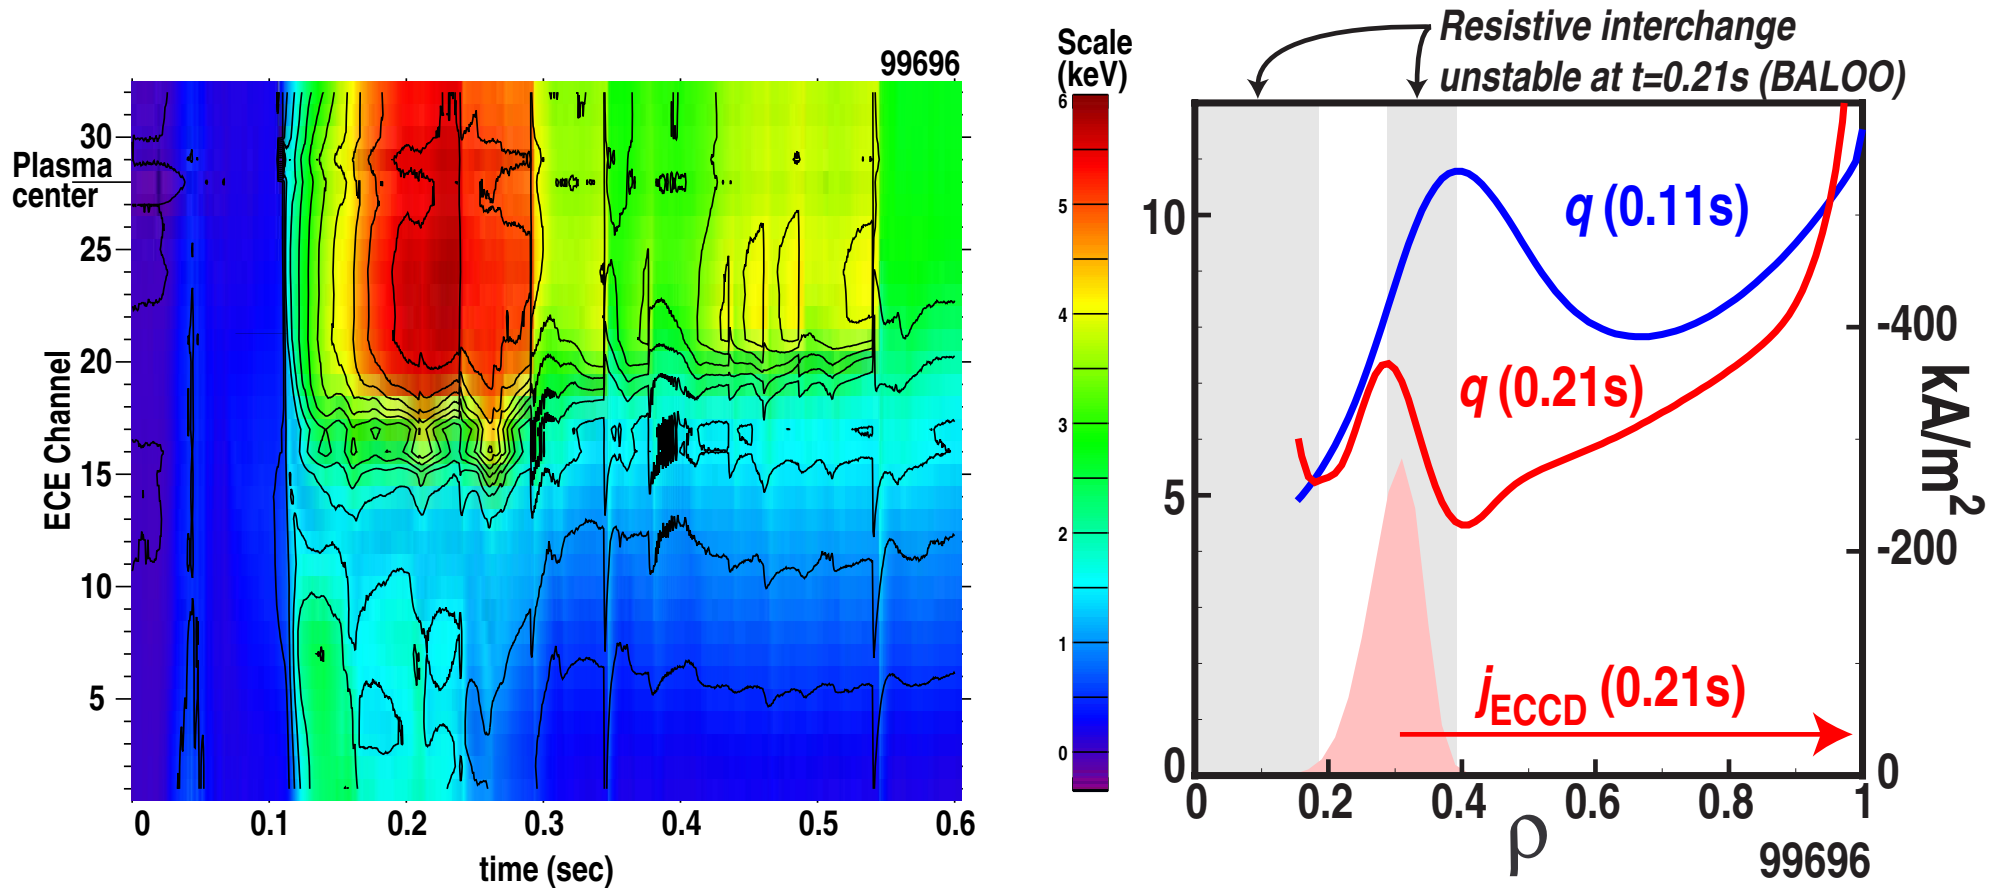 99696
30
Plasma
center
25
20
15
10
5
ECE Channel
0 0.1 0.2 0.3 0.4 0.5 0.6
time (sec)
Scale
(keV)
6
5
4
3
2
1
0
Resistive interchange
unstable at t=0.21s (BALOO)
10
5
0
q (0.11s)
q (0.21s)
jECCD (0.21s)
-400
-200
0
kA/m2
0 0.2 0.4 0.6 0.8 1
ρ
99696